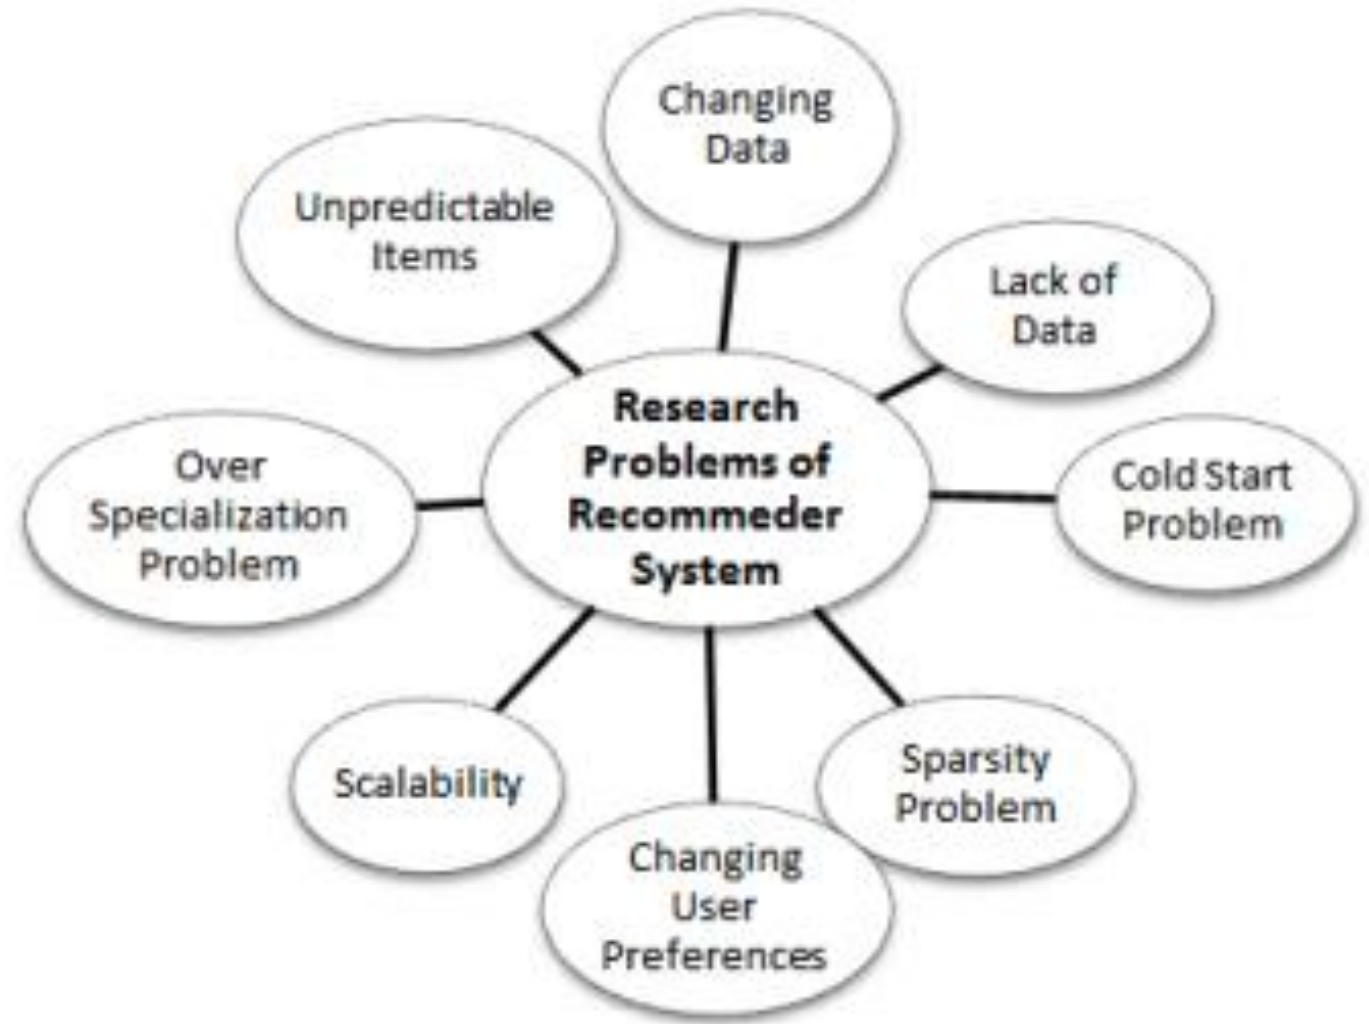 Changing
Data
Unpredictable
Items
Lack of
Data
Research
Problems of
Recommeder
System
Over
Specialization
Problem
Cold Start
Problem
Scalability
Sparsity
Problem
Changing
User
Preferences